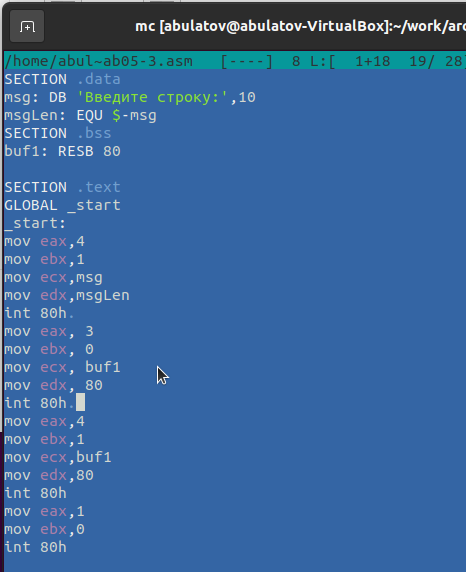 mc [abulatov@abulatov-VirtualBox]:~/work/arc
/home/abul~ab05-3.asm [----] 8 L:[ 1+18 19/ 28]
SECTION .data
msg: DB 'Введите строку:',10
msgLen: EQU $-msg
SECTION .bss
buf1: RESB 80
SECTION .text
GLOBAL _start
_start:
mov eax,4
mov ebx,1
mov ecx,msg
mov edx,msgLen
int 80h.
mov eax, 3
mov ebx, 0
mov ecx, buf1
mov edx, 80
int 80h.
mov eax,4
mov ebx,1
mov ecx,buf1
mov edx,80
int 80h
mov eax,1
mov ebx,0
int 80h